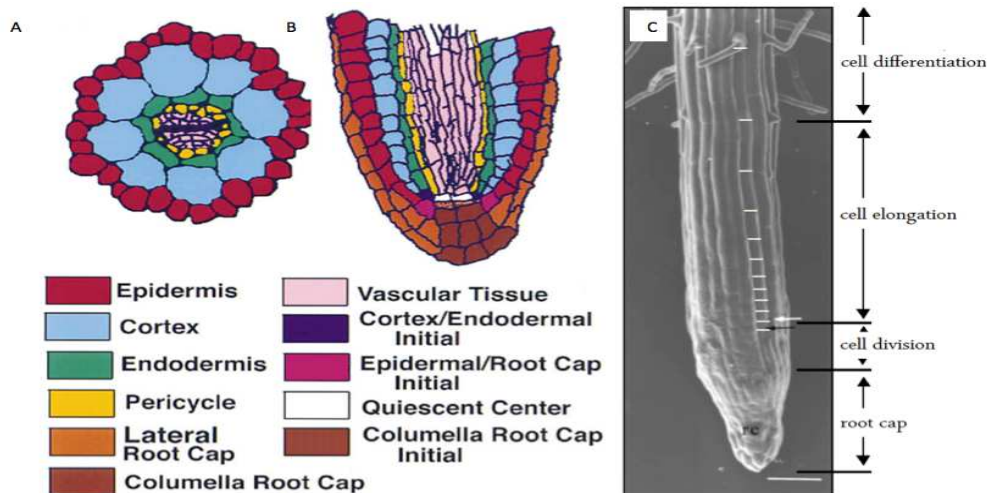 A
B
C
cell differentiation
cell elongation
cell division
root cap
rc
Epidermis
Cortex
Endodermis
Pericycle
Lateral
Root Cap
Columella Root Cap
Vascular Tissue
Cortex/Endodermal
Initial
Epidermal/Root Cap
Initial
Quiescent Center
Columella Root Cap
Initial